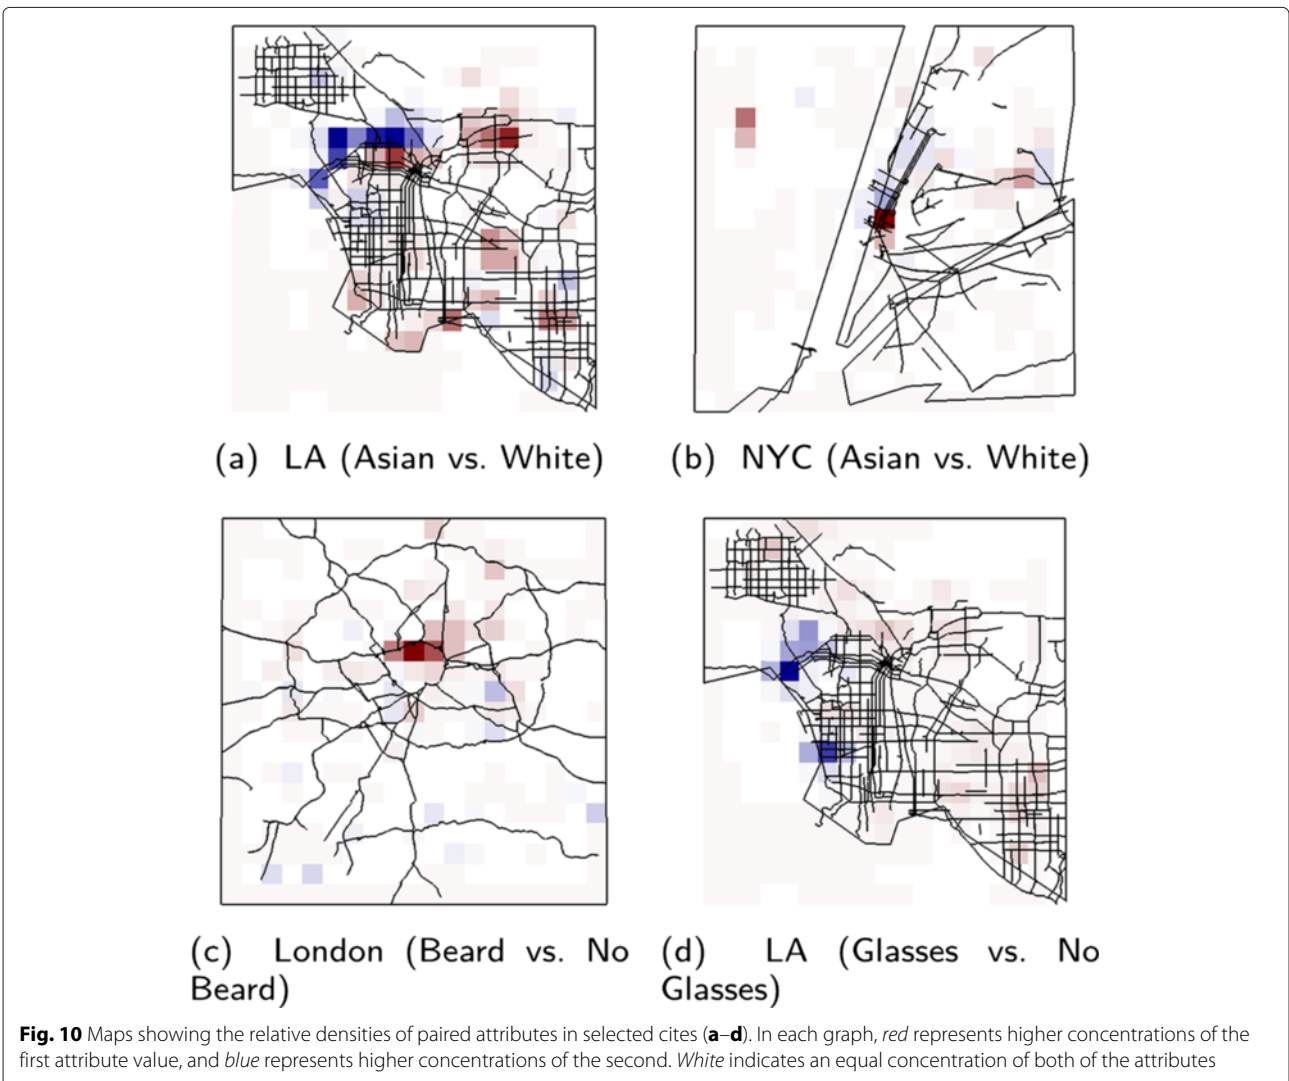 (a) LA (Asian vs. White)
(b) NYC (Asian vs. White)
(c) London (Beard vs. No
Beard)
(d) LA (Glasses vs. No
Glasses)
Fig. 10 Maps showing the relative densities of paired attributes in selected cites (a–d). In each graph, red represents higher concentrations of the
first attribute value, and blue represents higher concentrations of the second. White indicates an equal concentration of both of the attributes